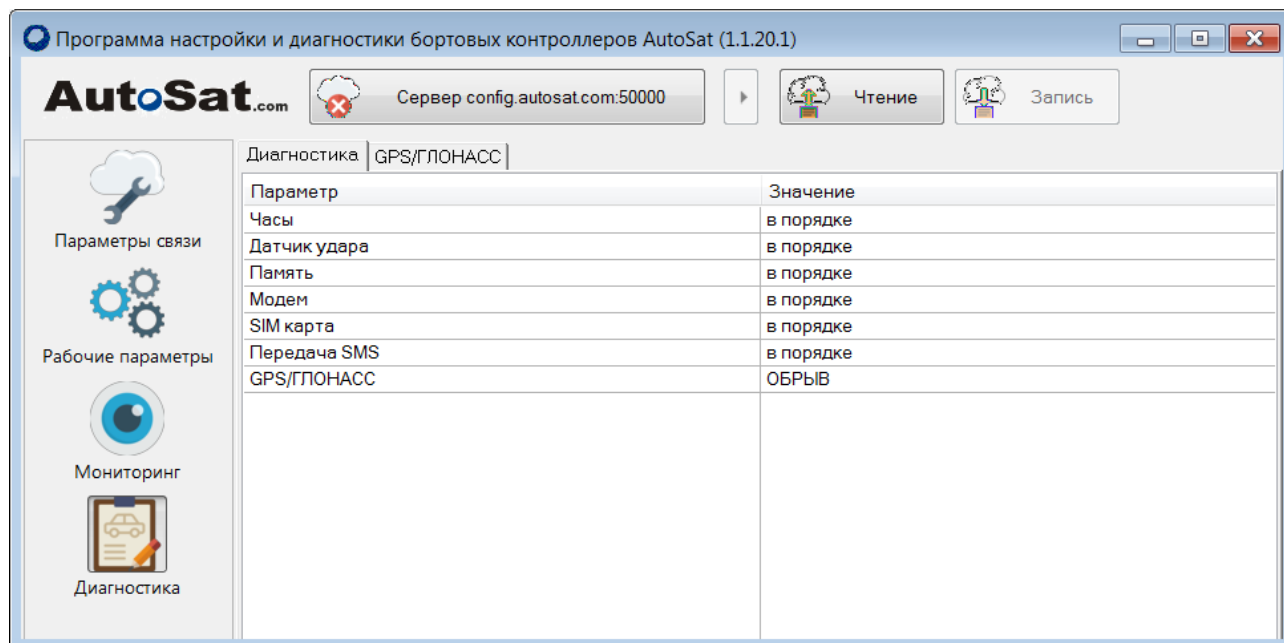 Программа настройки и диагностики бортовых контроллеров AutoSat (1.1.20.1)
AutoSat.com
Сервер config.autosat.com:50000
Чтение
Запись
Параметры связи
Рабочие параметры
Мониторинг
Диагностика
Диагностика GPS/ГЛОНАСС
Параметр Значение
Часы в порядке
Датчик удара в порядке
Память в порядке
Модем в порядке
SIM карта в порядке
Передача SMS в порядке
GPS/ГЛОНАСС ОБРЫВ